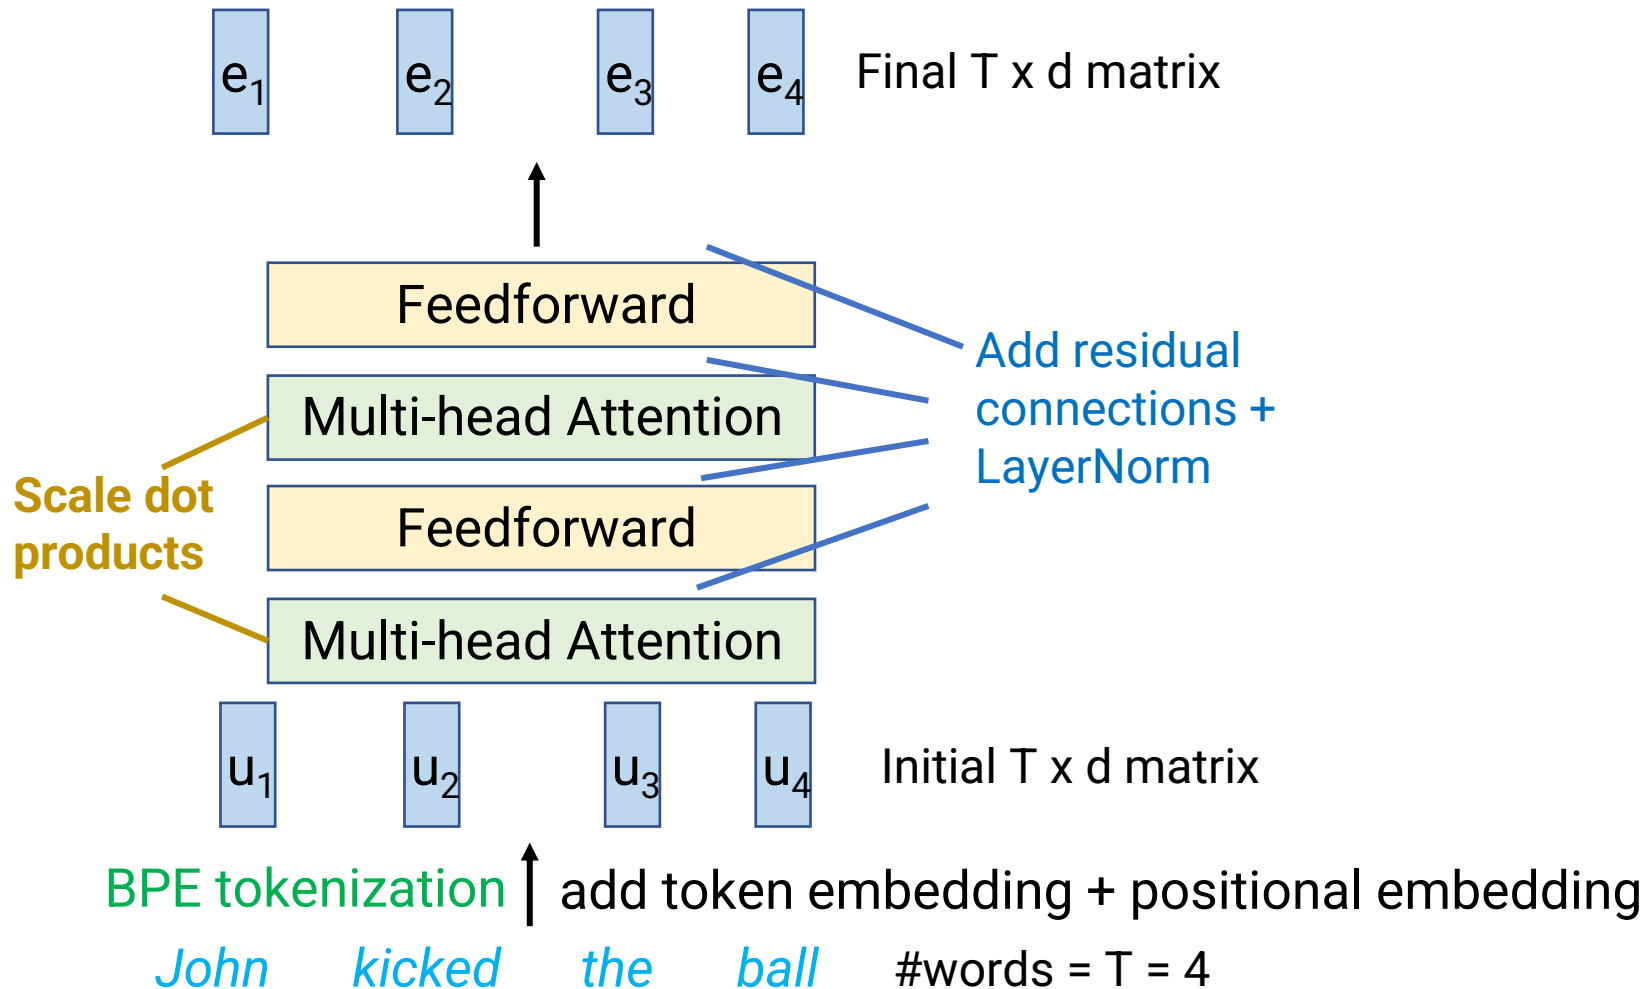 e1 e2 e3 e4 Final T x d matrix
Feedforward
Add residual
connections +
LayerNorm
Multi-head Attention
Scale dot
products
Feedforward
Multi-head Attention
u1 u2 u3 u4 Initial T x d matrix
BPE tokenization add token embedding + positional embedding
John kicked the ball #words = T = 4